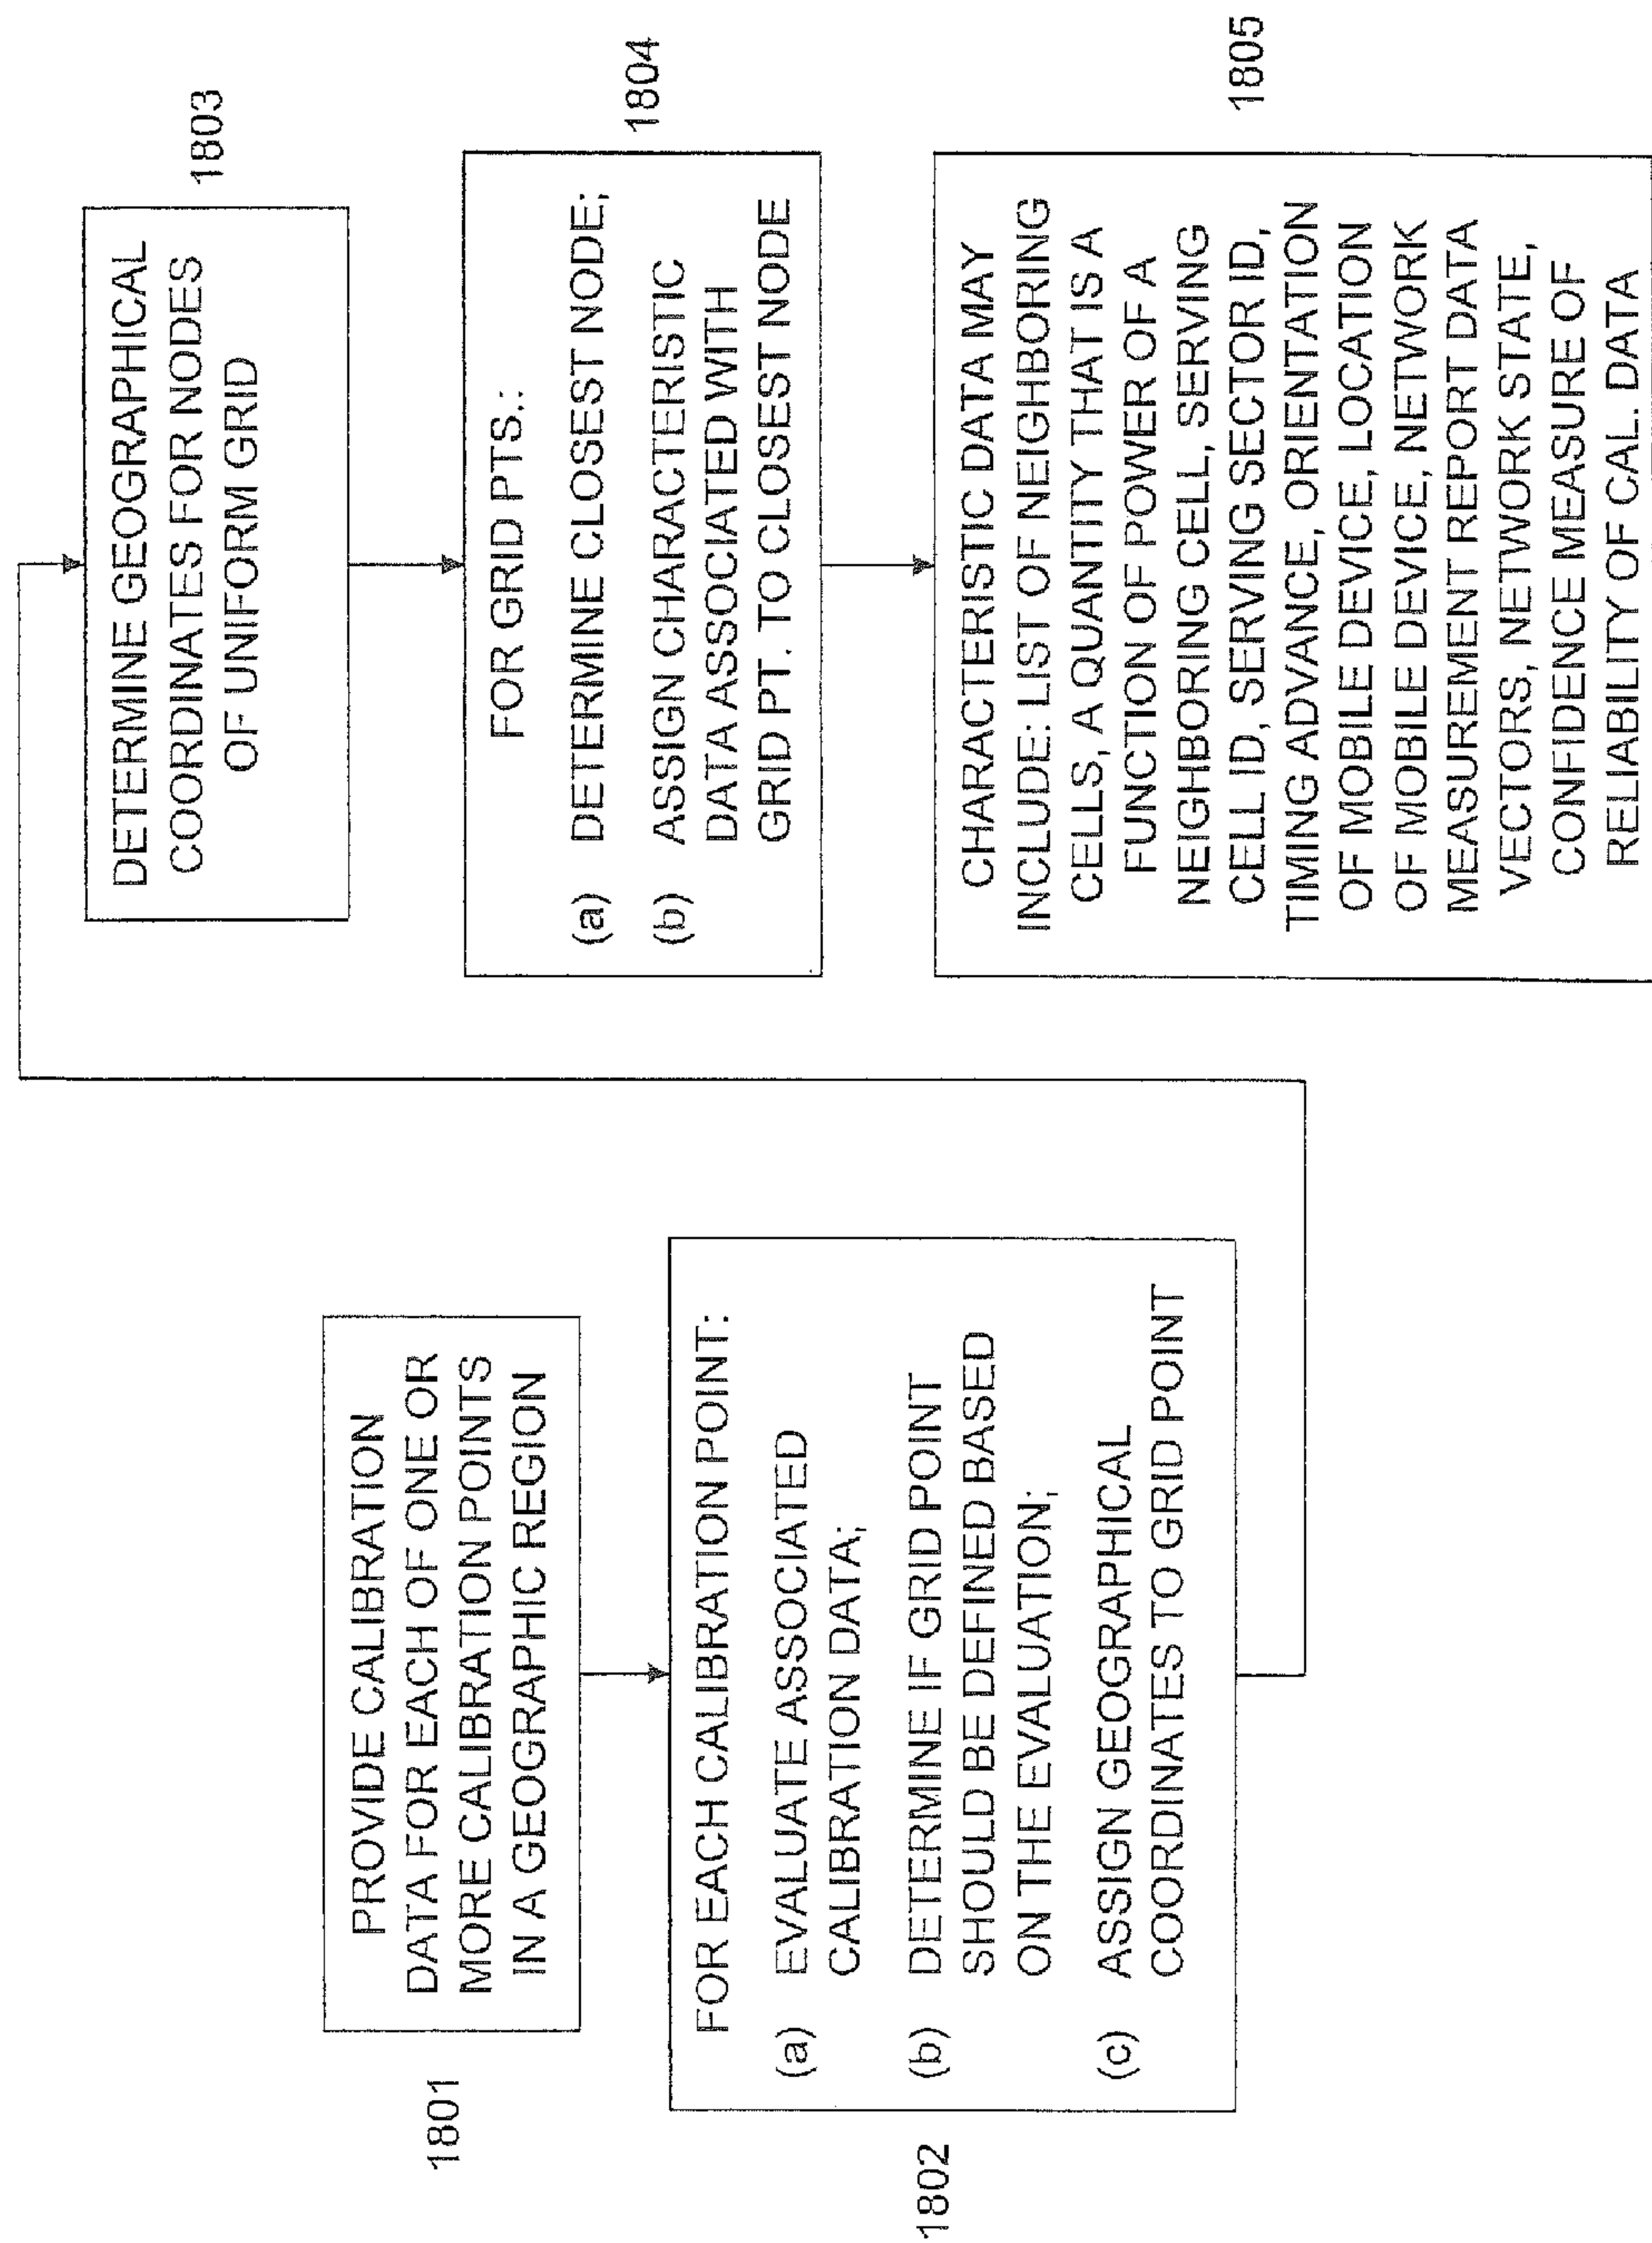 1801
PROVIDE CALIBRATION
DATA FOR EACH OF ONE OR
MORE CALIBRATION POINTS
IN A GEOGRAPHIC REGION
1802
FOR EACH CALIBRATION POINT:
(a) EVALUATE ASSOCIATED
CALIBRATION DATA;
(b) DETERMINE IF GRID POINT
SHOULD BE DEFINED BASED
ON THE EVALUATION;
(c) ASSIGN GEOGRAPHICAL
COORDINATES TO GRID POINT
1803
DETERMINE GEOGRAPHICAL
COORDINATES FOR NODES
OF UNIFORM GRID
1804
FOR GRID PTS.:
(a) DETERMINE CLOSEST NODE;
(b) ASSIGN CHARACTERISTIC
DATA ASSOCIATED WITH
GRID PT. TO CLOSEST NODE
1805
CHARACTERISTIC DATA MAY
INCLUDE: LIST OF NEIGHBORING
CELLS, A QUANTITY THAT IS A
FUNCTION OF POWER OF A
NEIGHBORING CELL, SERVING
CELL ID, SERVING SECTOR ID,
TIMING ADVANCE, ORIENTATION
OF MOBILE DEVICE, LOCATION
OF MOBILE DEVICE, NETWORK
MEASUREMENT REPORT DATA
VECTORS, NETWORK STATE,
CONFIDENCE MEASURE OF
RELIABILITY OF CAL. DATA